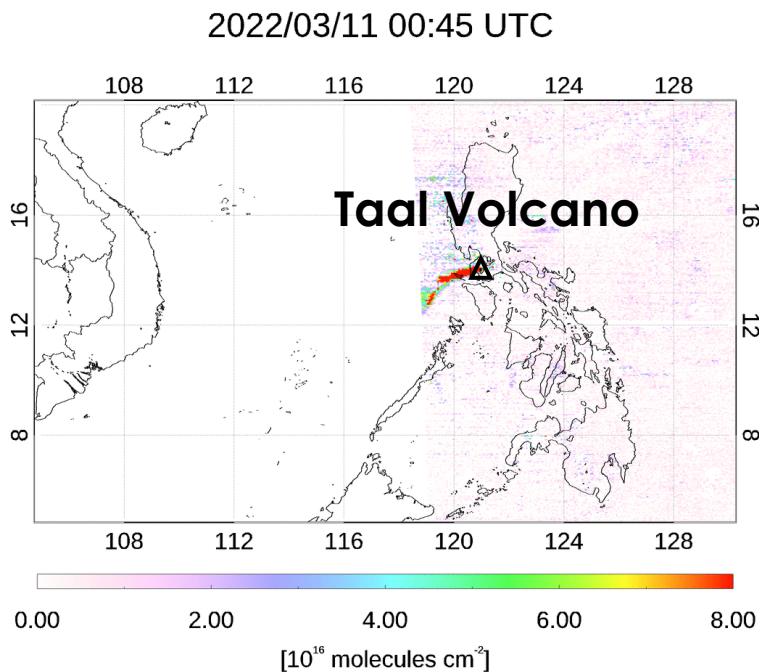 2022/03/11 00:45 UTC
108 112 116 120 124 128
16 16
Taal Volcano
12 12
8 8
108 112 116 120 124 128
0.00 2.00 4.00 6.00 8.00
[10¹⁶ molecules cm⁻²]